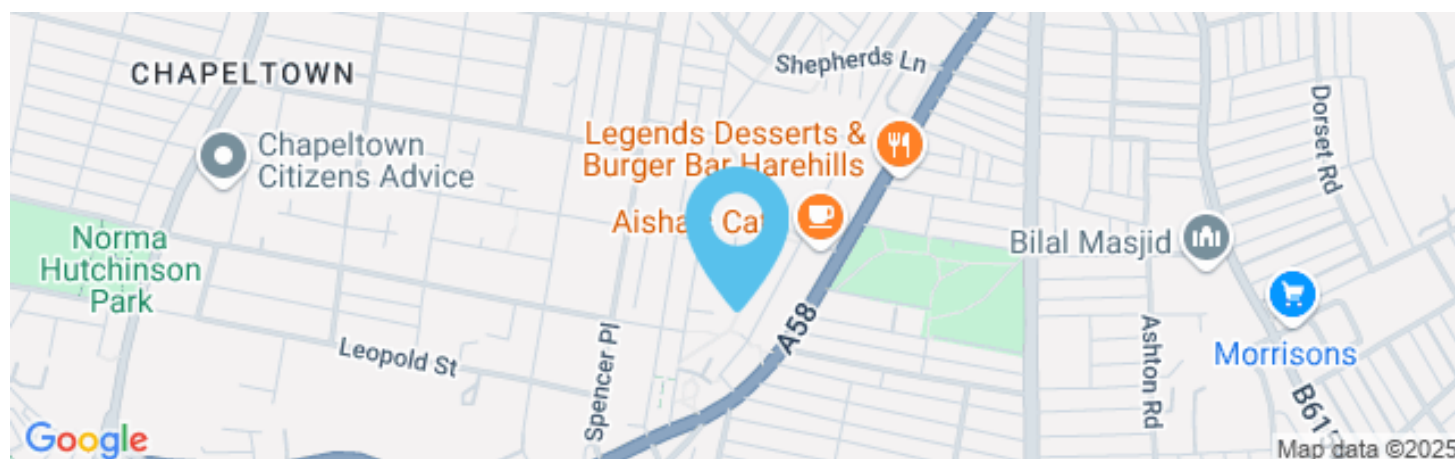 CHAPELTOWN
Shepherds Ln
Dorset Rd
Legends Desserts &
Burger Bar Harehills
Chapeltown
Citizens Advice
Norma
Hutchinson
Park
Bilal Masjid
Leopold St
Spencer Pl
A58
Ashton Rd
Morrisons
Google
Map data ©2025